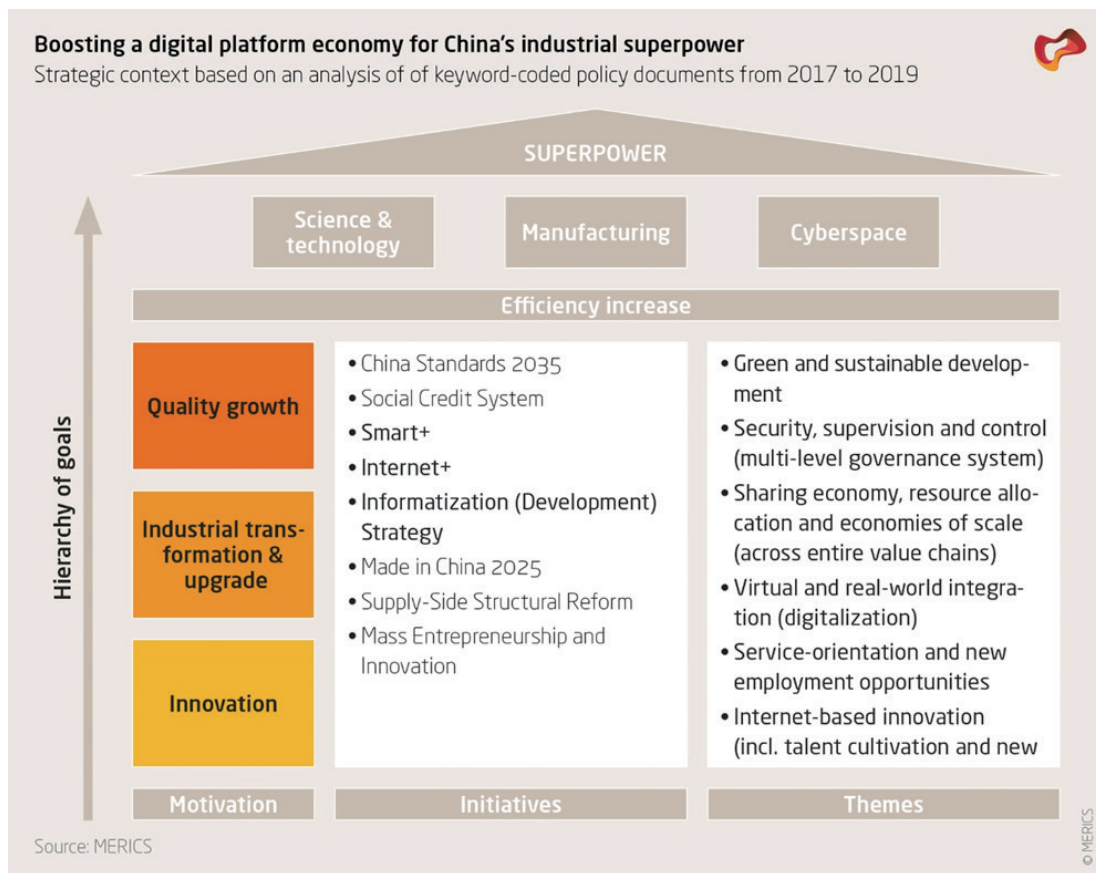 Boosting a digital platform economy for China's industrial superpower
Strategic context based on an analysis of of keyword-coded policy documents from 2017 to 2019
SUPERPOWER
Science &
technology
Manufacturing
Cyberspace
Efficiency increase
Hierarchy of goals
Quality growth
Industrial trans-
formation &
upgrade
Innovation
Motivation
• China Standards 2035
• Social Credit System
• Smart+
• Internet+
• Informatization (Development)
Strategy
• Made in China 2025
• Supply-Side Structural Reform
• Mass Entrepreneurship and
Innovation
Initiatives
• Green and sustainable develop-
ment
• Security, supervision and control
(multi-level governance system)
• Sharing economy, resource allo-
cation and economies of scale
(across entire value chains)
• Virtual and real-world integra-
tion (digitalization)
• Service-orientation and new
employment opportunities
• Internet-based innovation
(incl. talent cultivation and new
Themes
Source: MERICS
© MERICS